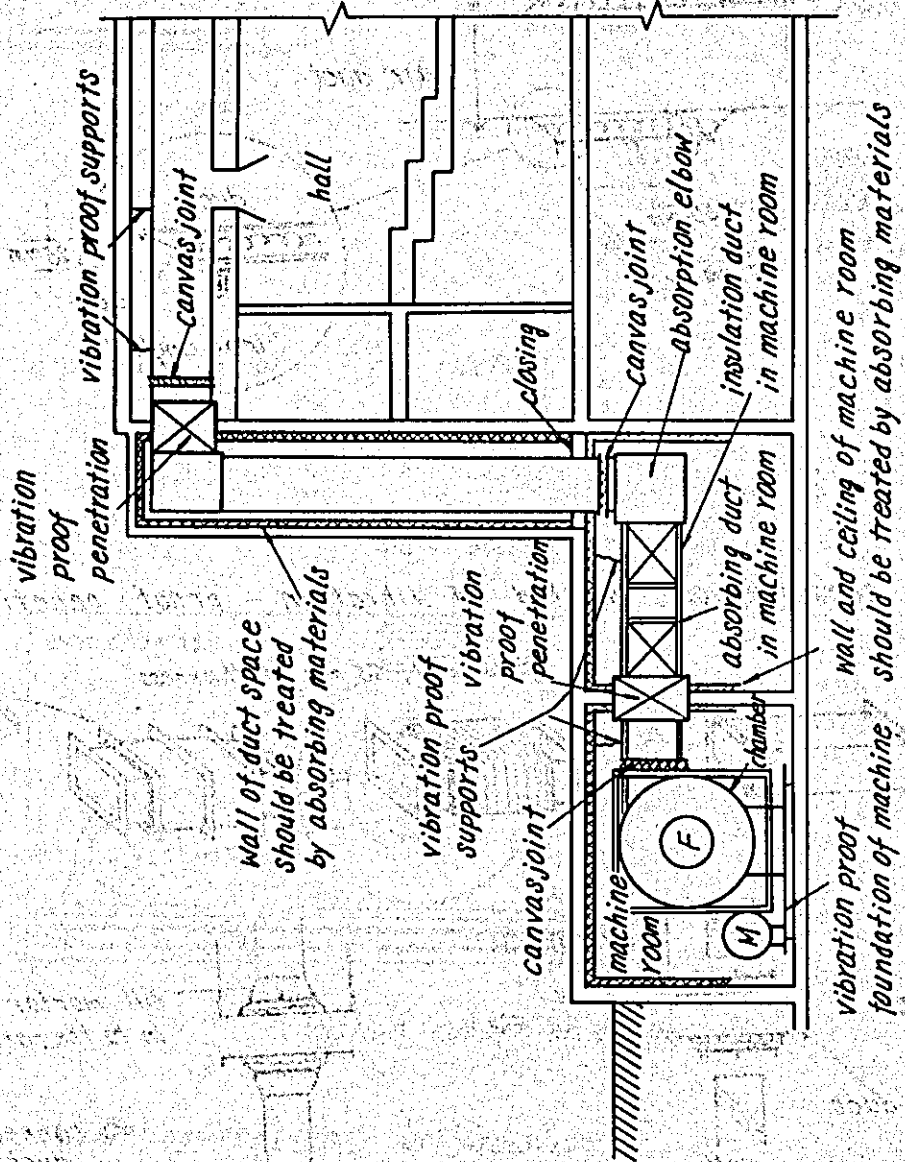 vibration
proof
penetration
vibration proof supports
canvas joint
hall
wall of duct space
should be treated
by absorbing materials
closing
canvas joint
absorption elbow
insulation duct
in machine room
vibration proof
supports
vibration
proof
penetration
absorbing duct
in machine room
canvas joint
machine
room
chamber
F
M
vibration proof
foundation of machine
wall and ceiling of machine room
should be treated by absorbing materials